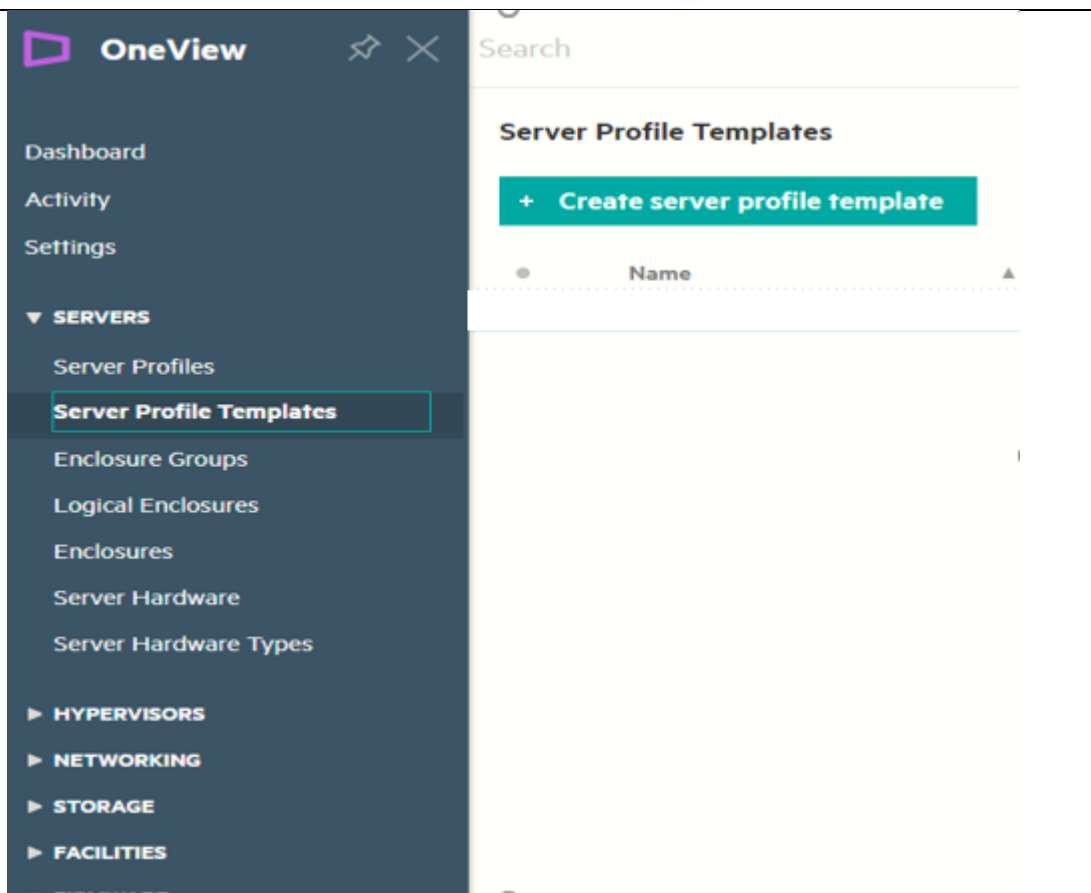 OneView
Search
Dashboard
Activity
Settings
SERVERS
Server Profiles
Server Profile Templates
Enclosure Groups
Logical Enclosures
Enclosures
Server Hardware
Server Hardware Types
HYPERVISORS
NETWORKING
STORAGE
FACILITIES
Server Profile Templates
+ Create server profile template
Name